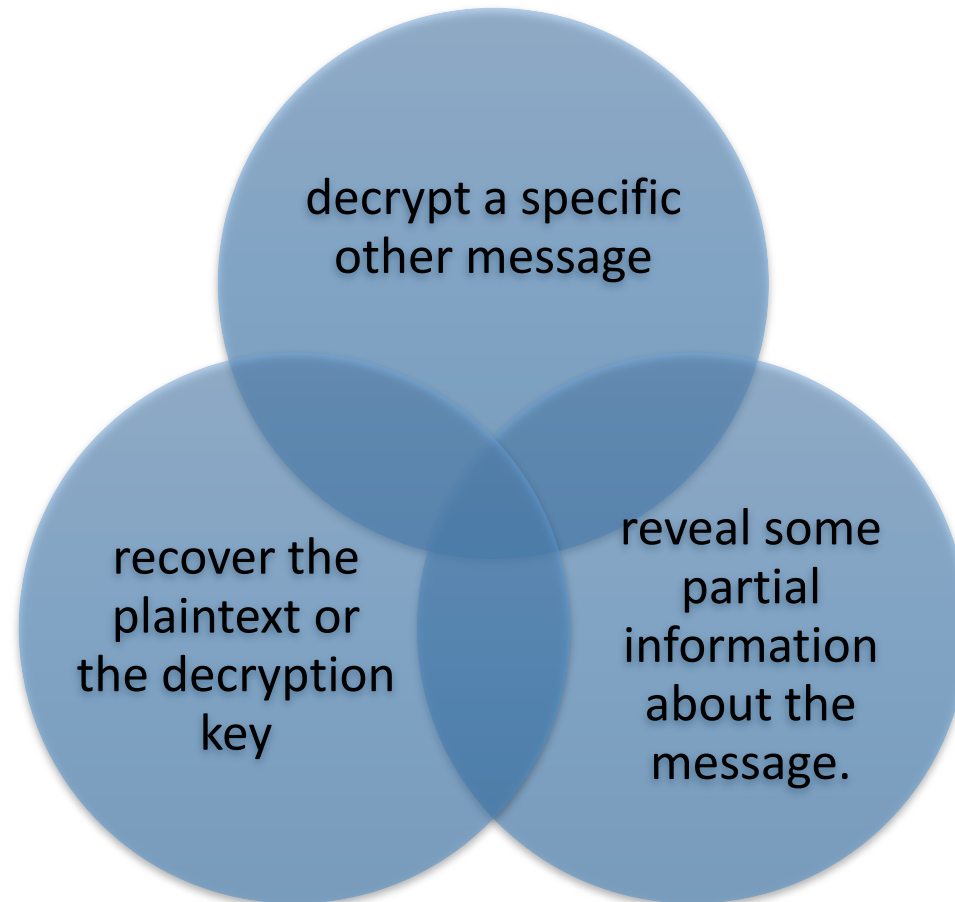 decrypt a specific
other message
recover the
plaintext or
the decryption
key
reveal some
partial
information
about the
message.